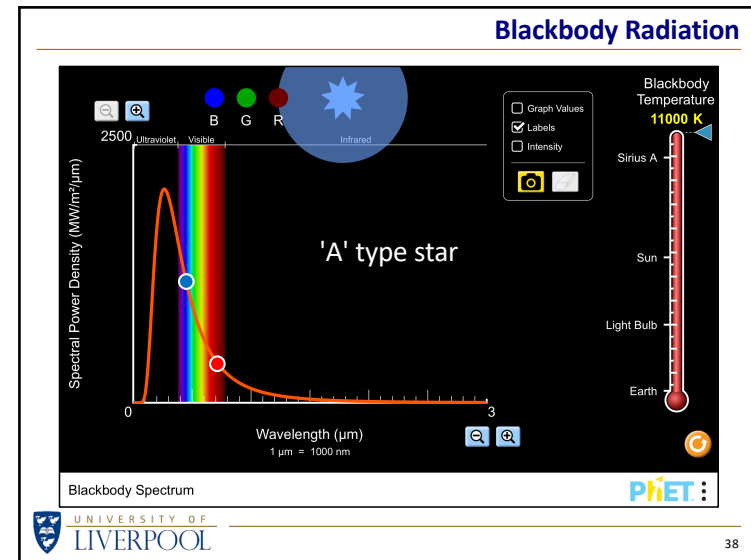 Blackbody Radiation
B G R
2500
Ultraviolet Visible Infrared
Spectral Power Density (MW/m²/μm)
'A' type star
0
3
Wavelength (μm)
1 μm = 1000 nm
Graph Values
Labels
Intensity
Blackbody
Temperature
11000 K
Sirius A
Sun
Light Bulb
Earth
Blackbody Spectrum
PhET
UNIVERSITY OF
LIVERPOOL
38